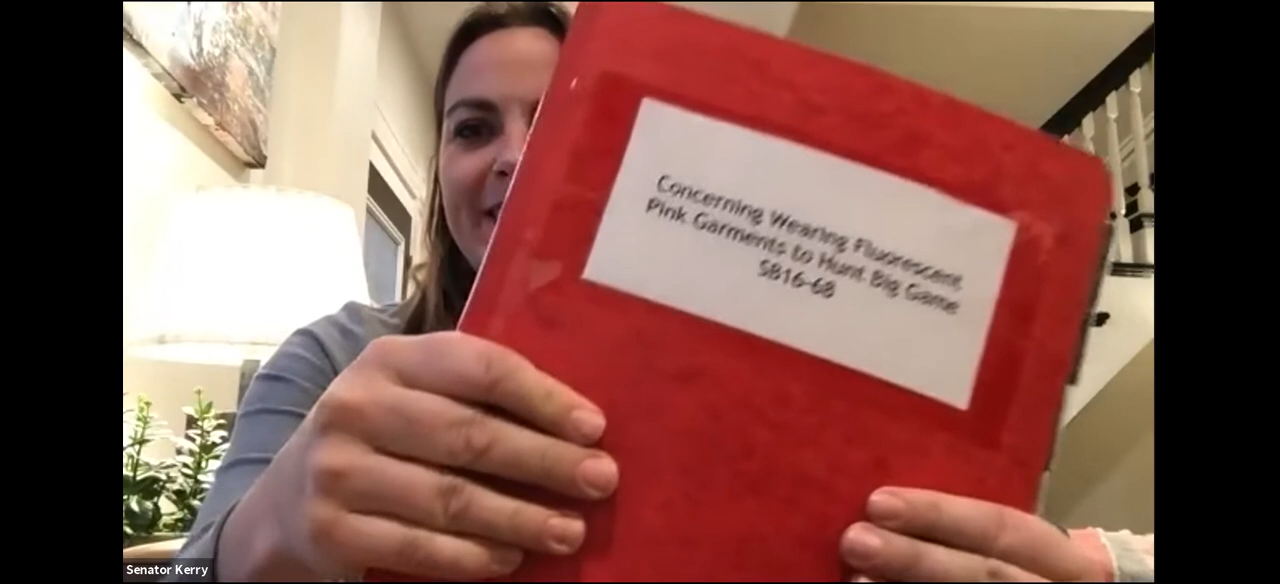 Concerning Wearing Fluorescent
Pink Garments to Hunt Big Game
SB16-68
Senator Kerry